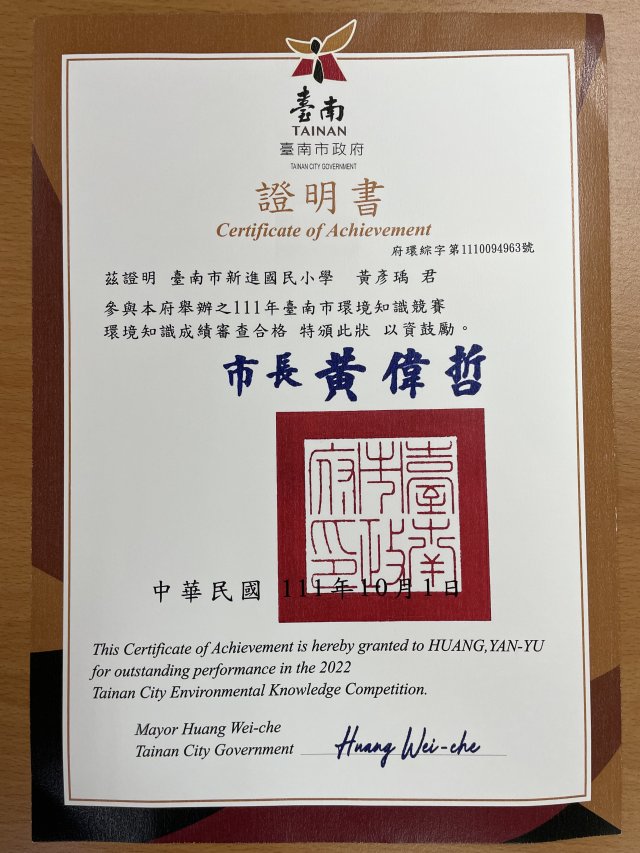 臺南
TAINAN
臺南市政府
TAINAN CITY GOVERNMENT
證明書
Certificate of Achievement
府環綜字第1110094963號
茲證明 臺南市新進國民小學 黃彥瑀 君
參與本府舉辦之111年臺南市環境知識競賽
環境知識成績審查合格 特頒此狀 以資鼓勵。
市長 黃偉哲
臺南市政府印
中華民國 111年10月1日
This Certificate of Achievement is hereby granted to HUANG,YAN-YU
for outstanding performance in the 2022
Tainan City Environmental Knowledge Competition.
Mayor Huang Wei-che
Tainan City Government
Huang Wei-che